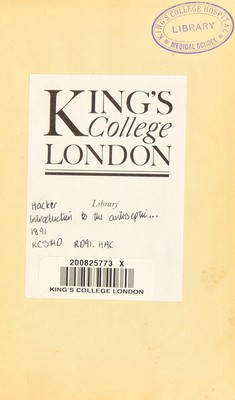 KING'S COLLEGE HOSPITAL
LIBRARY
MEDICAL SCHOOL
KING'S
College
LONDON
Library
Hacker
Introduction to the antiseptic...
1891
KCSMD RD91. HAC
200825773 X
KING'S COLLEGE LONDON